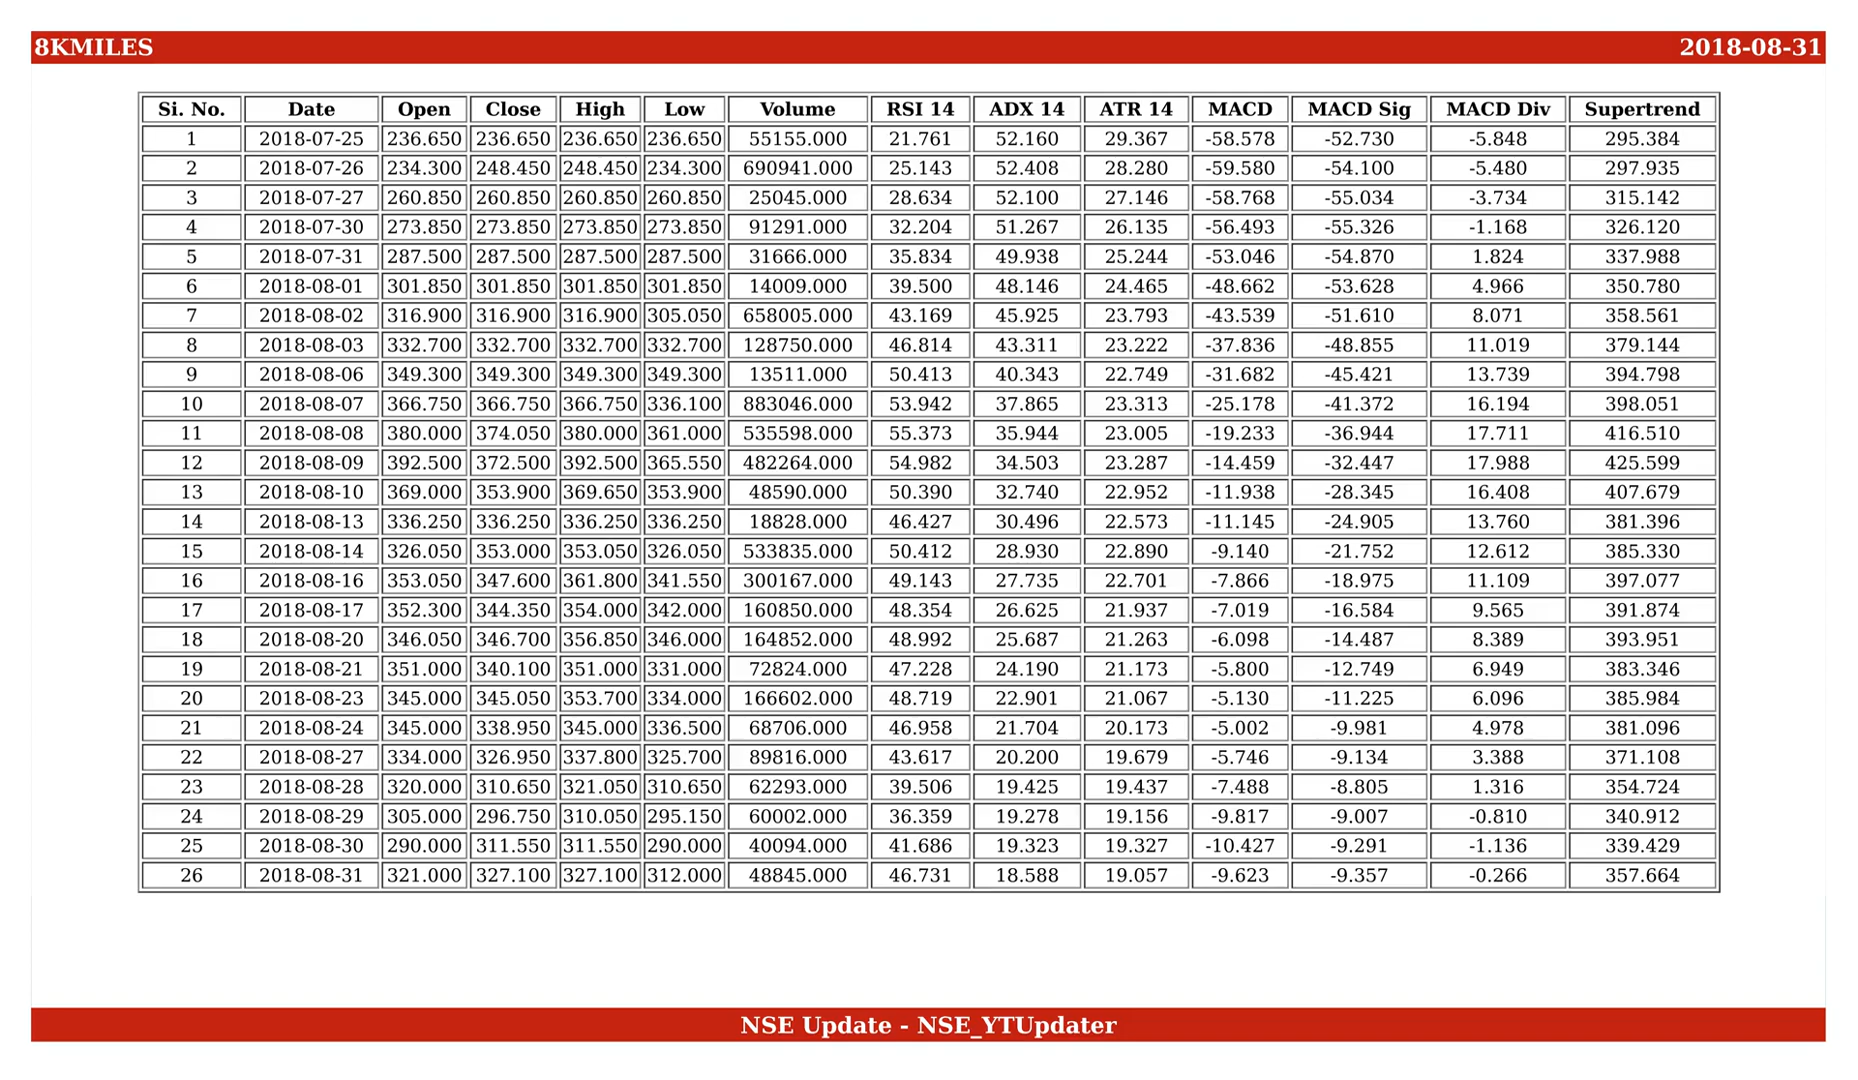 8KMILES 2018-08-31
Si. No. Date Open Close High Low Volume RSI 14 ADX 14 ATR 14 MACD MACD Sig MACD Div Supertrend
1 2018-07-25 236.650 236.650 236.650 236.650 55155.000 21.761 52.160 29.367 -58.578 -52.730 -5.848 295.384
2 2018-07-26 234.300 248.450 248.450 234.300 690941.000 25.143 52.408 28.280 -59.580 -54.100 -5.480 297.935
3 2018-07-27 260.850 260.850 260.850 260.850 25045.000 28.634 52.100 27.146 -58.768 -55.034 -3.734 315.142
4 2018-07-30 273.850 273.850 273.850 273.850 91291.000 32.204 51.267 26.135 -56.493 -55.326 -1.168 326.120
5 2018-07-31 287.500 287.500 287.500 287.500 31666.000 35.834 49.938 25.244 -53.046 -54.870 1.824 337.988
6 2018-08-01 301.850 301.850 301.850 301.850 14009.000 39.500 48.146 24.465 -48.662 -53.628 4.966 350.780
7 2018-08-02 316.900 316.900 316.900 305.050 658005.000 43.169 45.925 23.793 -43.539 -51.610 8.071 358.561
8 2018-08-03 332.700 332.700 332.700 332.700 128750.000 46.814 43.311 23.222 -37.836 -48.855 11.019 379.144
9 2018-08-06 349.300 349.300 349.300 349.300 13511.000 50.413 40.343 22.749 -31.682 -45.421 13.739 394.798
10 2018-08-07 366.750 366.750 366.750 336.100 883046.000 53.942 37.865 23.313 -25.178 -41.372 16.194 398.051
11 2018-08-08 380.000 374.050 380.000 361.000 535598.000 55.373 35.944 23.005 -19.233 -36.944 17.711 416.510
12 2018-08-09 392.500 372.500 392.500 365.550 482264.000 54.982 34.503 23.287 -14.459 -32.447 17.988 425.599
13 2018-08-10 369.000 353.900 369.650 353.900 48590.000 50.390 32.740 22.952 -11.938 -28.345 16.408 407.679
14 2018-08-13 336.250 336.250 336.250 336.250 18828.000 46.427 30.496 22.573 -11.145 -24.905 13.760 381.396
15 2018-08-14 326.050 353.000 353.050 326.050 533835.000 50.412 28.930 22.890 -9.140 -21.752 12.612 385.330
16 2018-08-16 353.050 347.600 361.800 341.550 300167.000 49.143 27.735 22.701 -7.866 -18.975 11.109 397.077
17 2018-08-17 352.300 344.350 354.000 342.000 160850.000 48.354 26.625 21.937 -7.019 -16.584 9.565 391.874
18 2018-08-20 346.050 346.700 356.850 346.000 164852.000 48.992 25.687 21.263 -6.098 -14.487 8.389 393.951
19 2018-08-21 351.000 340.100 351.000 331.000 72824.000 47.228 24.190 21.173 -5.800 -12.749 6.949 383.346
20 2018-08-23 345.000 345.050 353.700 334.000 166602.000 48.719 22.901 21.067 -5.130 -11.225 6.096 385.984
21 2018-08-24 345.000 338.950 345.000 336.500 68706.000 46.958 21.704 20.173 -5.002 -9.981 4.978 381.096
22 2018-08-27 334.000 326.950 337.800 325.700 89816.000 43.617 20.200 19.679 -5.746 -9.134 3.388 371.108
23 2018-08-28 320.000 310.650 321.050 310.650 62293.000 39.506 19.425 19.437 -7.488 -8.805 1.316 354.724
24 2018-08-29 305.000 296.750 310.050 295.150 60002.000 36.359 19.278 19.156 -9.817 -9.007 -0.810 340.912
25 2018-08-30 290.000 311.550 311.550 290.000 40094.000 41.686 19.323 19.327 -10.427 -9.291 -1.136 339.429
26 2018-08-31 321.000 327.100 327.100 312.000 48845.000 46.731 18.588 19.057 -9.623 -9.357 -0.266 357.664
NSE Update - NSE_YTUpdater